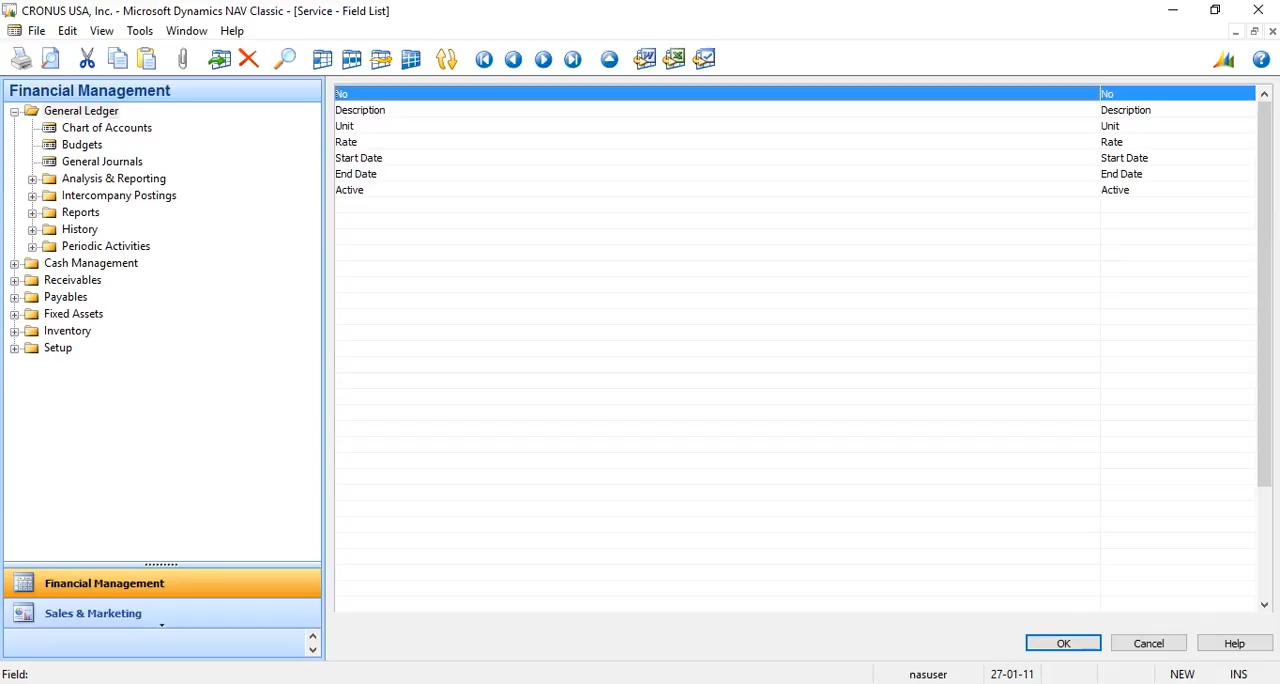 CRONUS USA, Inc. - Microsoft Dynamics NAV Classic - [Service - Field List]
File Edit View Tools Window Help
Financial Management
General Ledger
Chart of Accounts
Budgets
General Journals
Analysis & Reporting
Intercompany Postings
Reports
History
Periodic Activities
Cash Management
Receivables
Payables
Fixed Assets
Inventory
Setup
Financial Management
Sales & Marketing
No No
Description Description
Unit Unit
Rate Rate
Start Date Start Date
End Date End Date
Active Active
OK Cancel Help
Field: nasuser 27-01-11 NEW INS